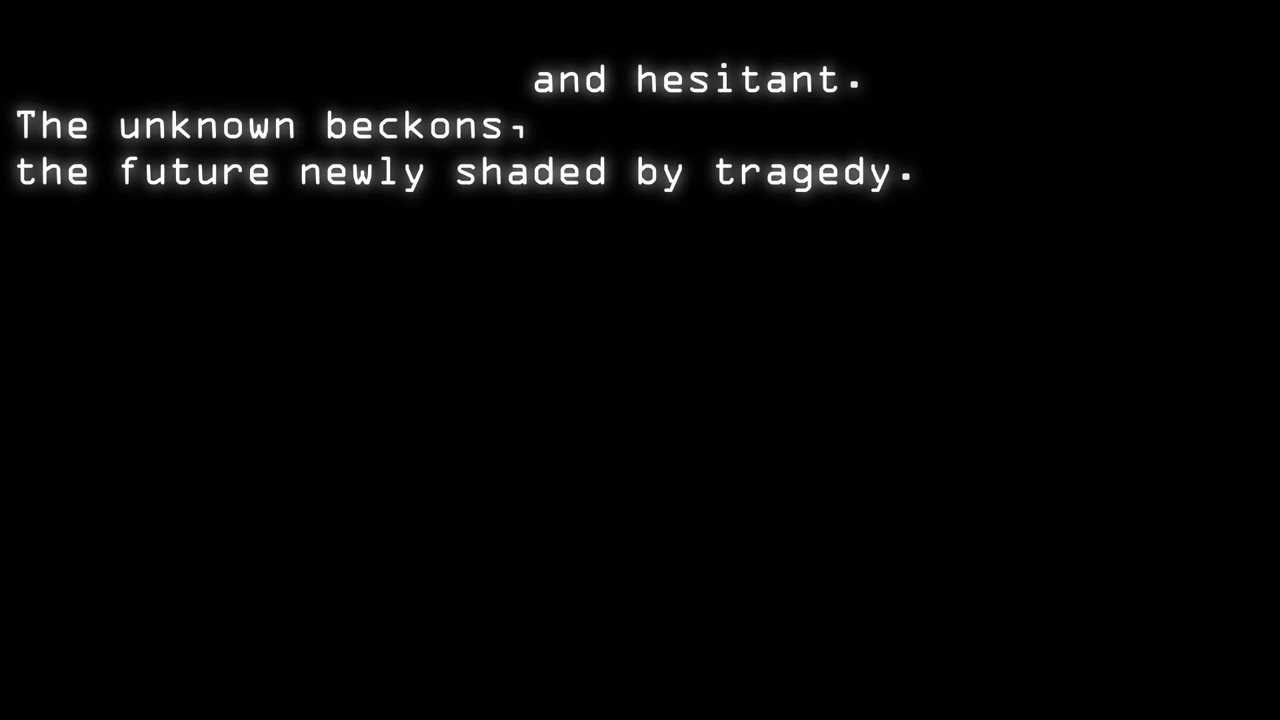 and hesitant.
The unknown beckons,
the future newly shaded by tragedy.